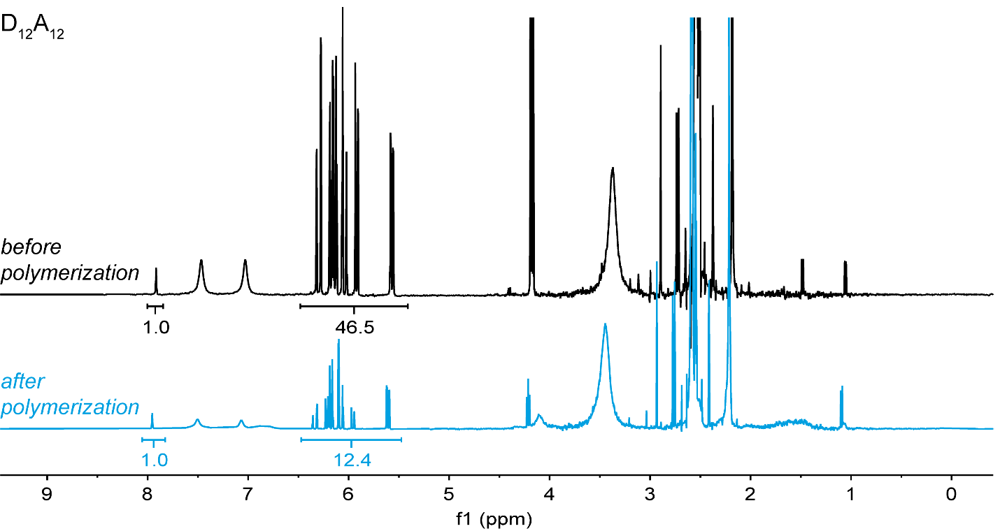 D₁₂A₁₂
before
polymerization
1.0 46.5
after
polymerization
1.0 12.4
9 8 7 6 5 4 3 2 1 0
f1 (ppm)